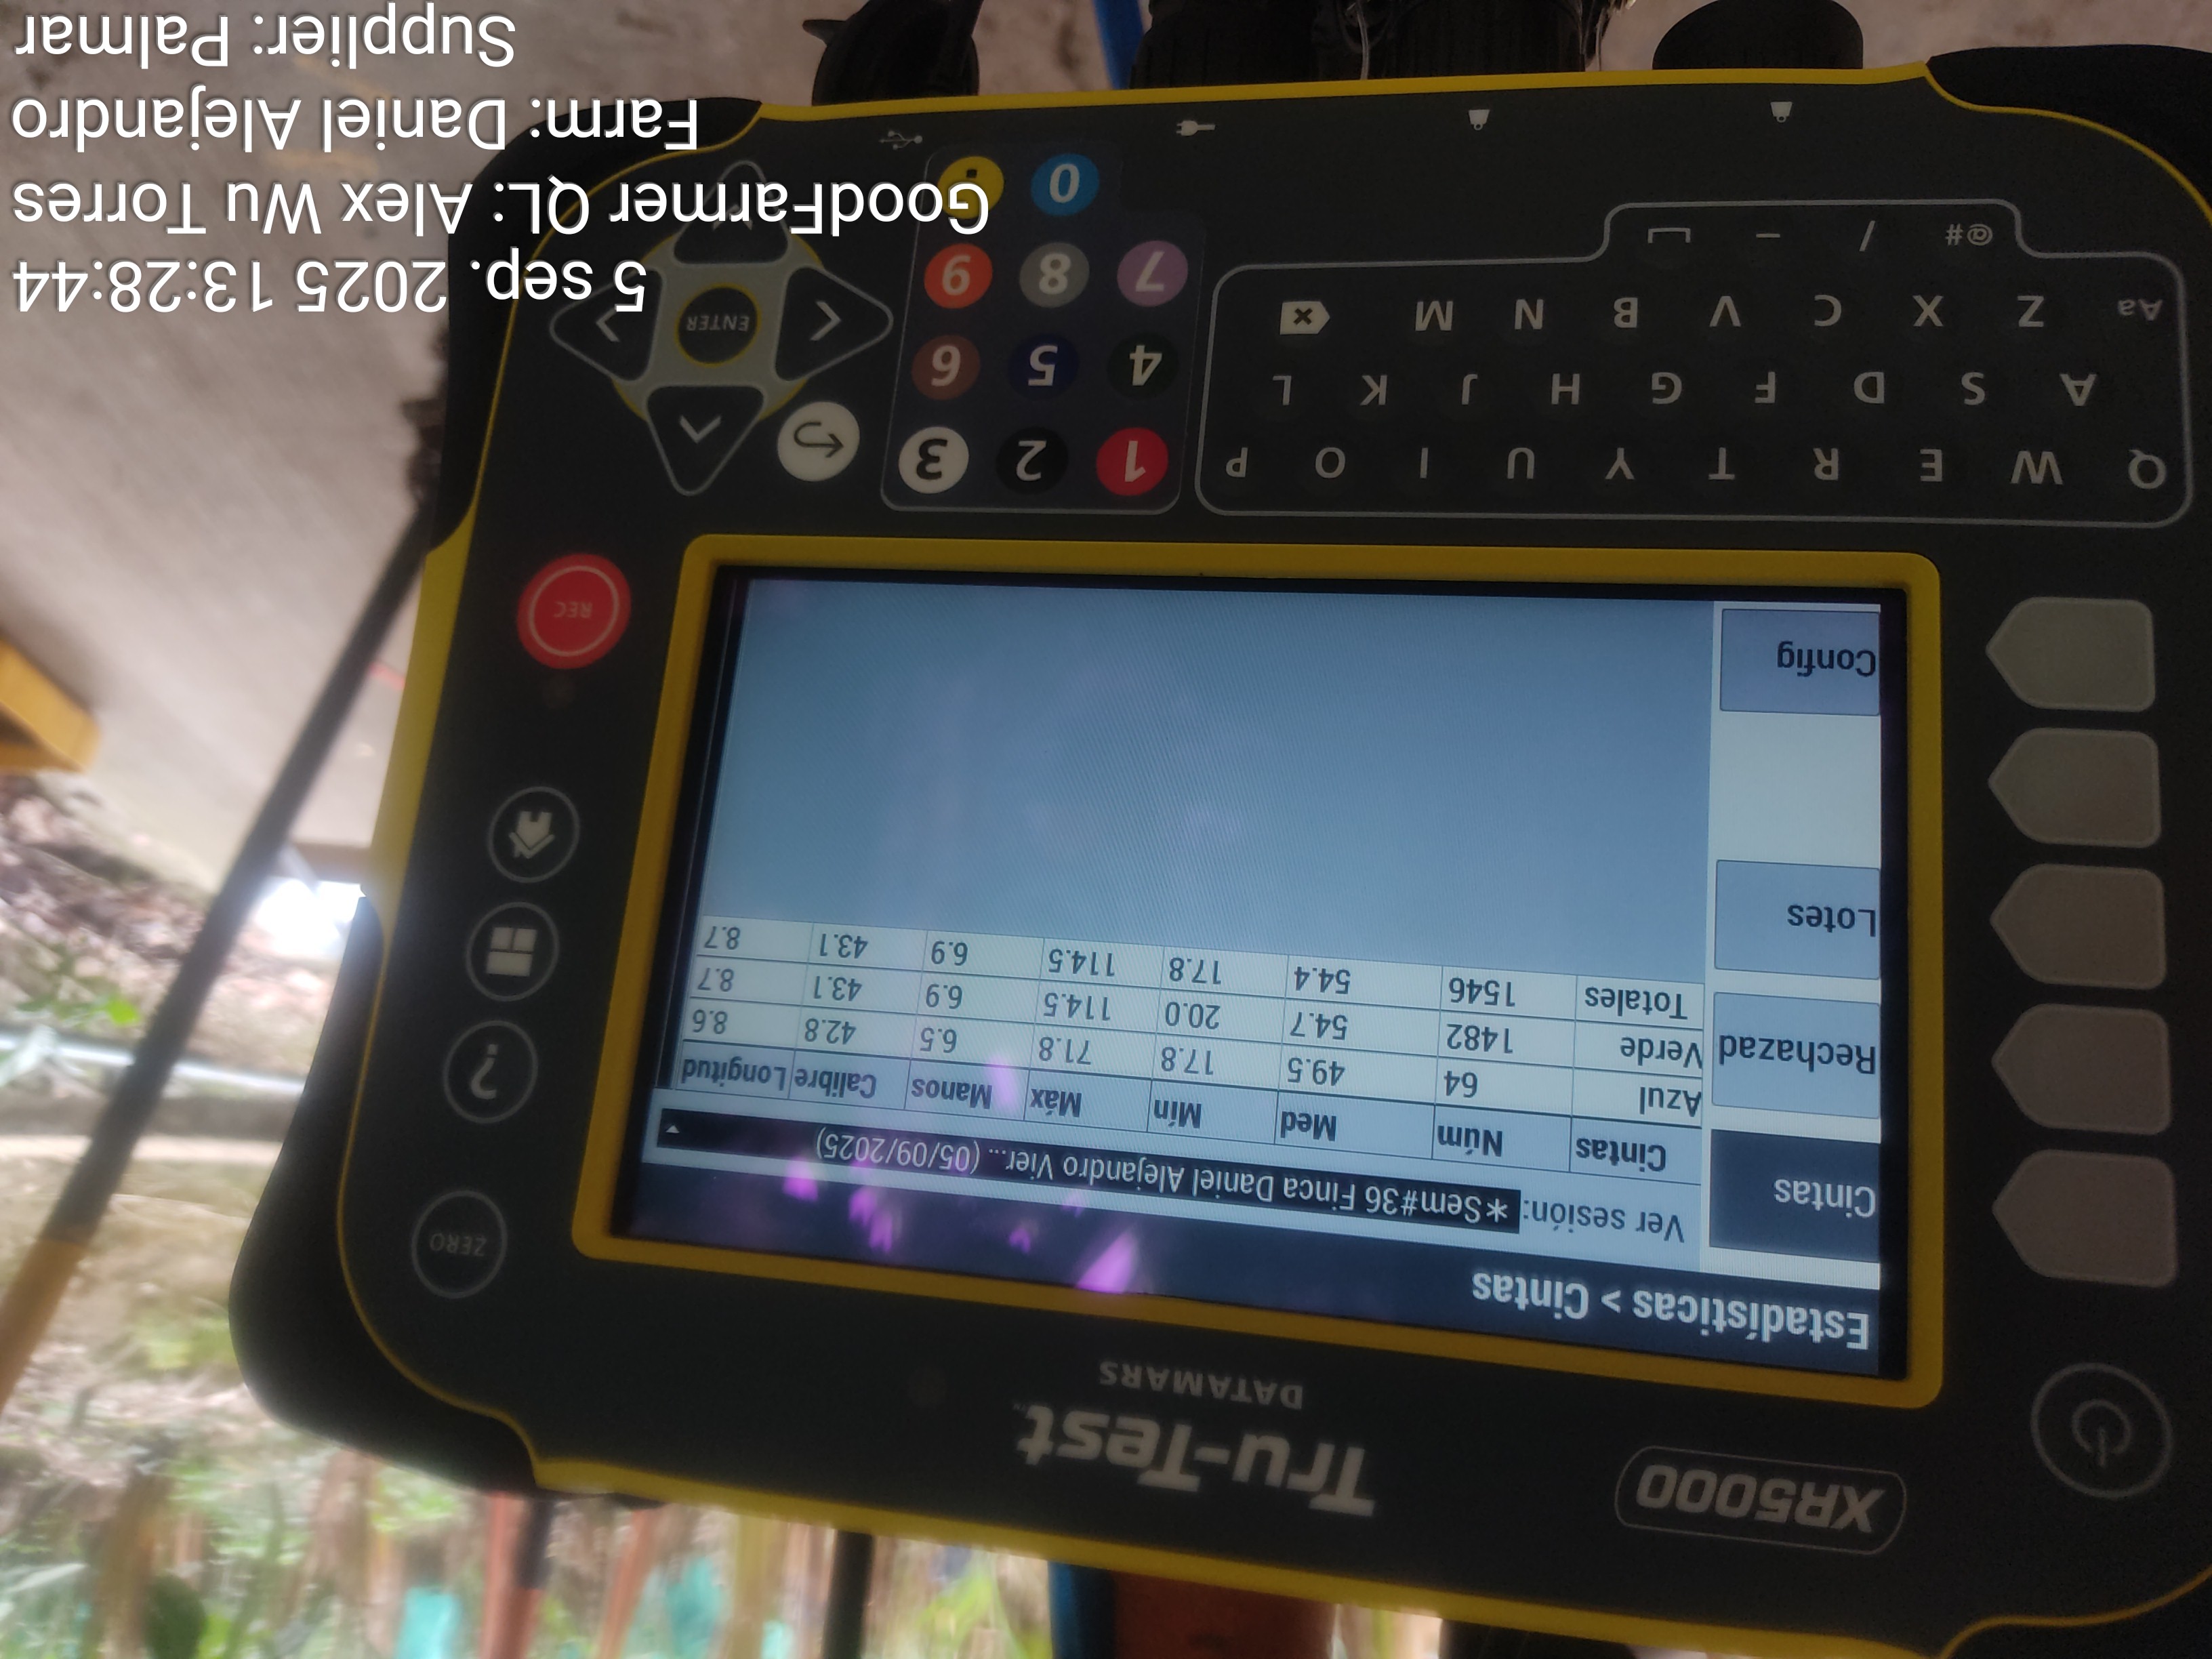 XR5000
Tru-Test
DATAMARS
Estadísticas > Cintas
Cintas
Rechazad
Lotes
Config
Ver sesión: *Sem#36 Finca Daniel Alejandro Vier... (05/09/2025)
Cintas Núm Med Mín Máx Manos Calibre Longitud
Azul 64 49.5 17.8 71.8 6.5 42.8 8.6
Verde 1482 54.7 20.0 114.5 6.9 43.1 8.7
Totales 1546 54.4 17.8 114.5 6.9 43.1 8.7
ZERO
?
REC
Q W E R T Y U I O P
A S D F G H J K L
Aa Z X C V B N M
@# / –
1 2 3
4 5 6
7 8 9
0 .
ENTER
5 sep. 2025 13:28:44
GoodFarmer QL: Alex Wu Torres
Farm: Daniel Alejandro
Supplier: Palmar